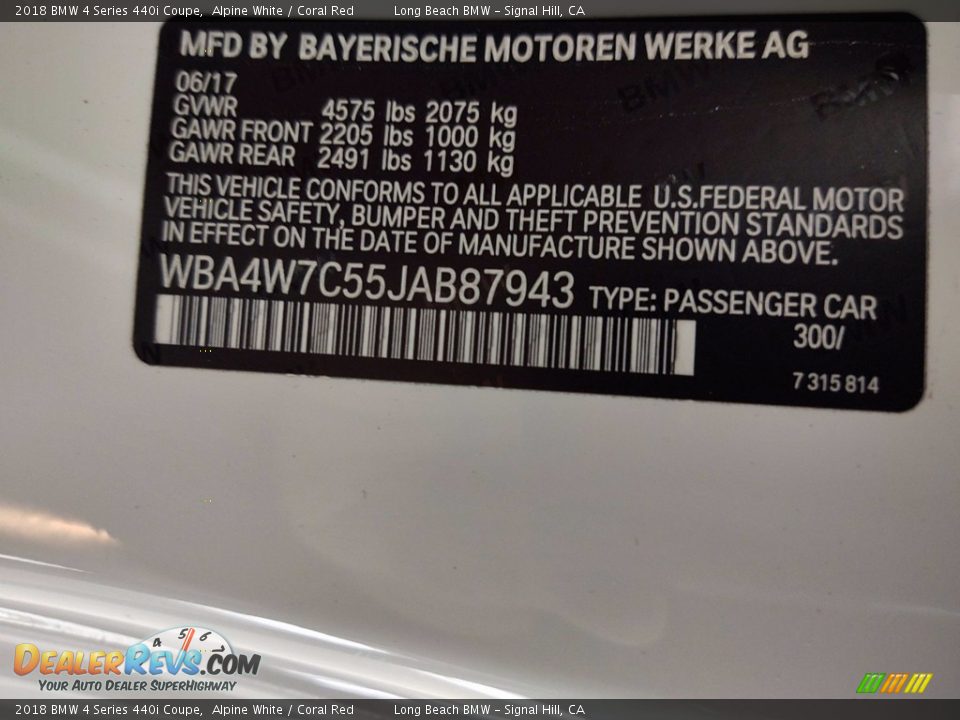 2018 BMW 4 Series 440i Coupe,  Alpine White / Coral Red  Long Beach BMW - Signal Hill, CA
MFD BY BAYERISCHE MOTOREN WERKE AG
06/17
GVWR 4575 lbs 2075 kg
GAWR FRONT 2205 lbs 1000 kg
GAWR REAR 2491 lbs 1130 kg
THIS VEHICLE CONFORMS TO ALL APPLICABLE U.S.FEDERAL MOTOR
VEHICLE SAFETY, BUMPER AND THEFT PREVENTION STANDARDS
IN EFFECT ON THE DATE OF MANUFACTURE SHOWN ABOVE.
WBA4W7C55JAB87943 TYPE: PASSENGER CAR
300/
7 315 814
4 5 6
DEALERREVS.COM
YOUR AUTO DEALER SUPERHIGHWAY
2018 BMW 4 Series 440i Coupe,  Alpine White / Coral Red  Long Beach BMW - Signal Hill, CA